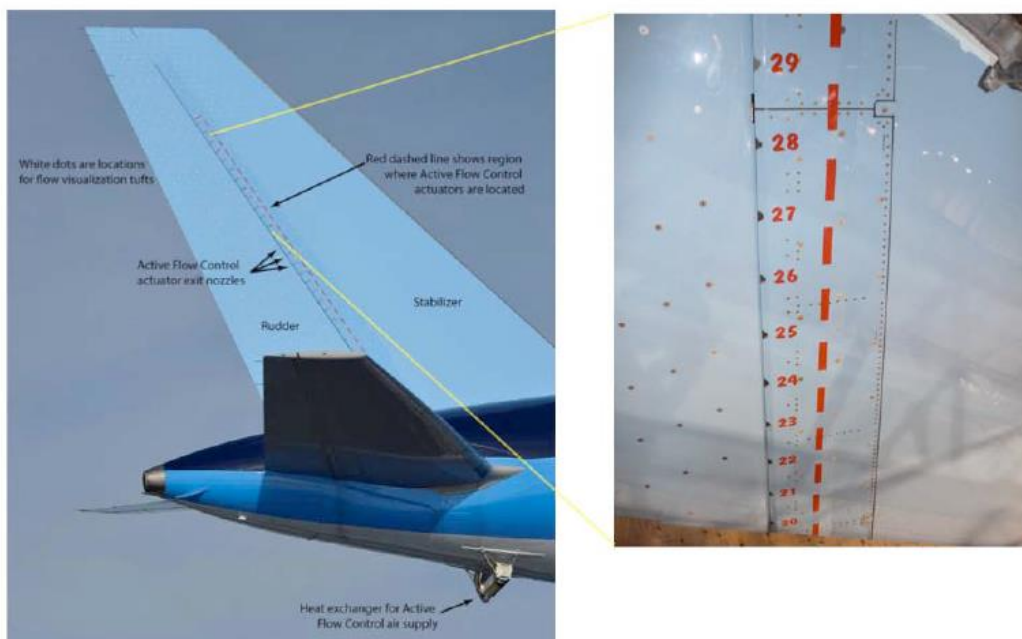 White dots are locations
for flow visualization tufts
Red dashed line shows region
where Active Flow Control
actuators are located
Active Flow Control
actuator exit nozzles
Stabilizer
Rudder
Heat exchanger for Active
Flow Control air supply
29
28
27
26
25
24
23
22
21
20